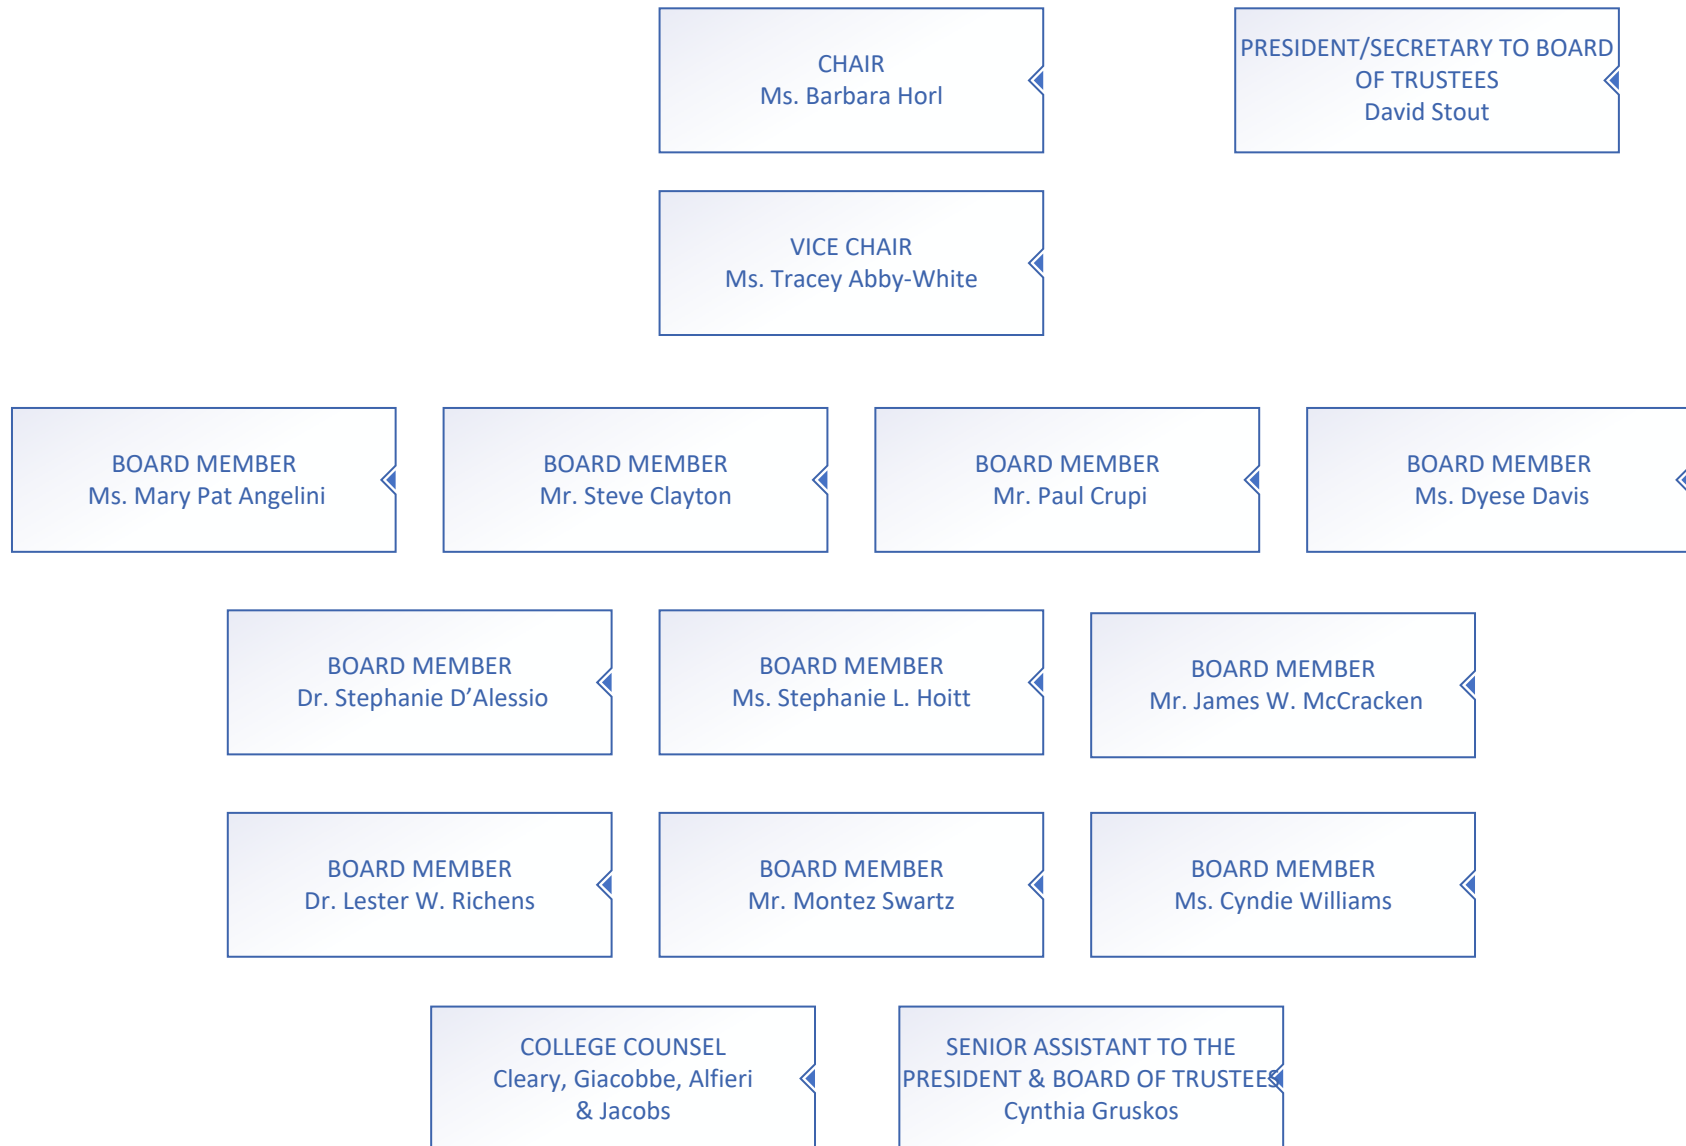 CHAIR
Ms. Barbara Horl
PRESIDENT/SECRETARY TO BOARD
OF TRUSTEES
David Stout
VICE CHAIR
Ms. Tracey Abby-White
BOARD MEMBER
Ms. Mary Pat Angelini
BOARD MEMBER
Mr. Steve Clayton
BOARD MEMBER
Mr. Paul Crupi
BOARD MEMBER
Ms. Dyese Davis
BOARD MEMBER
Dr. Stephanie D’Alessio
BOARD MEMBER
Ms. Stephanie L. Hoitt
BOARD MEMBER
Mr. James W. McCracken
BOARD MEMBER
Dr. Lester W. Richens
BOARD MEMBER
Mr. Montez Swartz
BOARD MEMBER
Ms. Cyndie Williams
COLLEGE COUNSEL
Cleary, Giacobbe, Alfieri
& Jacobs
SENIOR ASSISTANT TO THE
PRESIDENT & BOARD OF TRUSTEES
Cynthia Gruskos